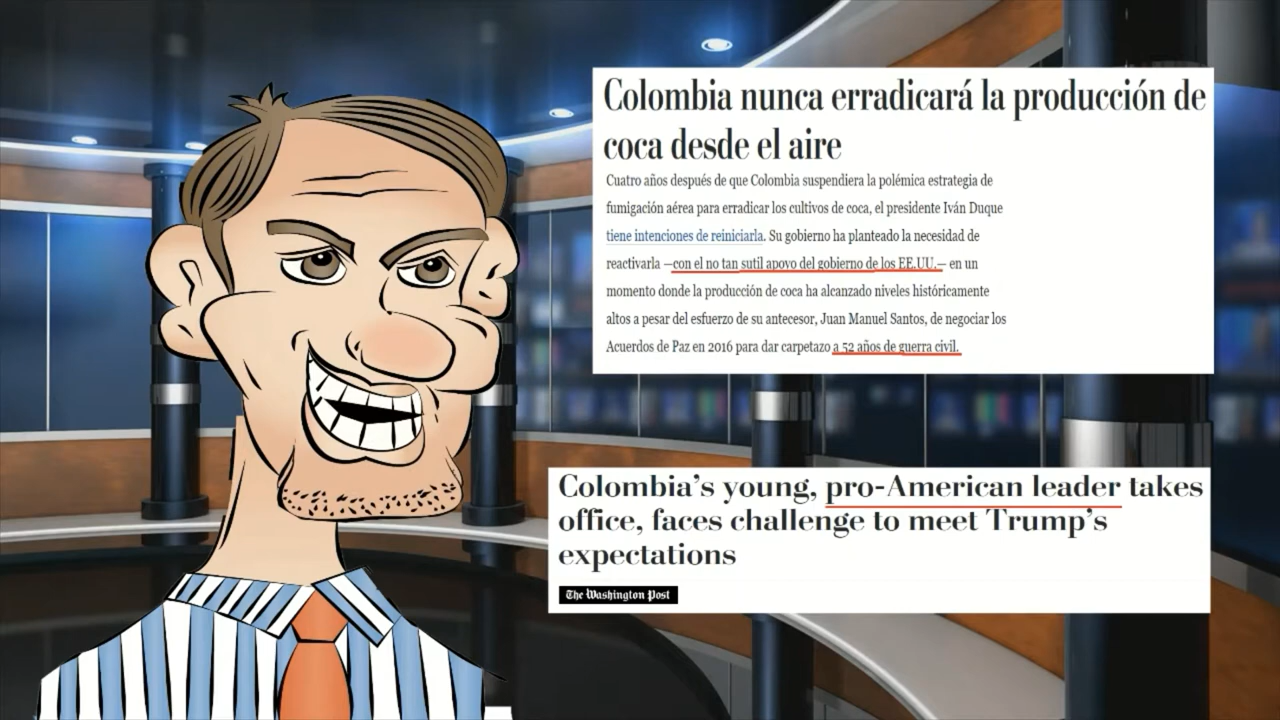 Colombia nunca erradicará la producción de
coca desde el aire
Cuatro años después de que Colombia suspendiera la polémica estrategia de
fumigación aérea para erradicar los cultivos de coca, el presidente Iván Duque
tiene intenciones de reiniciarla. Su gobierno ha planteado la necesidad de
reactivarla —con el no tan sutil apoyo del gobierno de los EE.UU.— en un
momento donde la producción de coca ha alcanzado niveles históricamente
altos a pesar del esfuerzo de su antecesor, Juan Manuel Santos, de negociar los
Acuerdos de Paz en 2016 para dar carpetazo a 52 años de guerra civil.
Colombia’s young, pro-American leader takes
office, faces challenge to meet Trump’s
expectations
The Washington Post